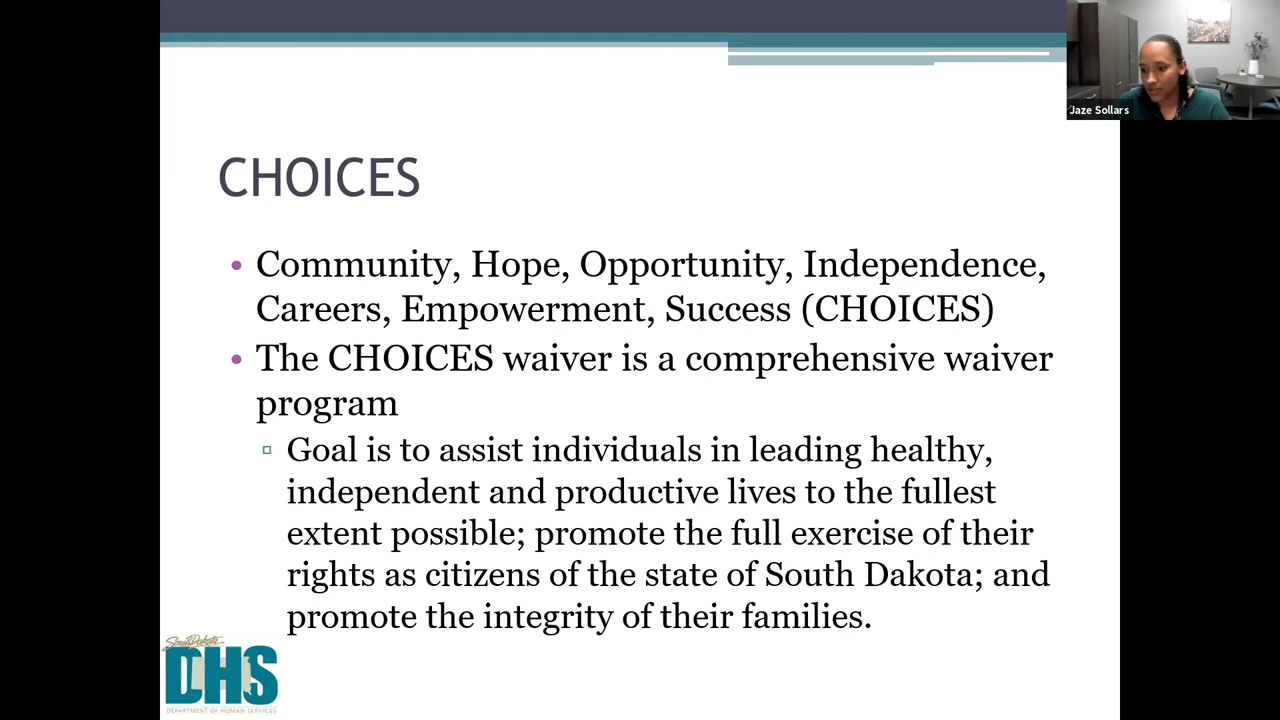 Jaze Sollars
CHOICES
• Community, Hope, Opportunity, Independence,
Careers, Empowerment, Success (CHOICES)
• The CHOICES waiver is a comprehensive waiver
program
▫ Goal is to assist individuals in leading healthy,
independent and productive lives to the fullest
extent possible; promote the full exercise of their
rights as citizens of the state of South Dakota; and
promote the integrity of their families.
South Dakota
DHS
DEPARTMENT OF HUMAN SERVICES